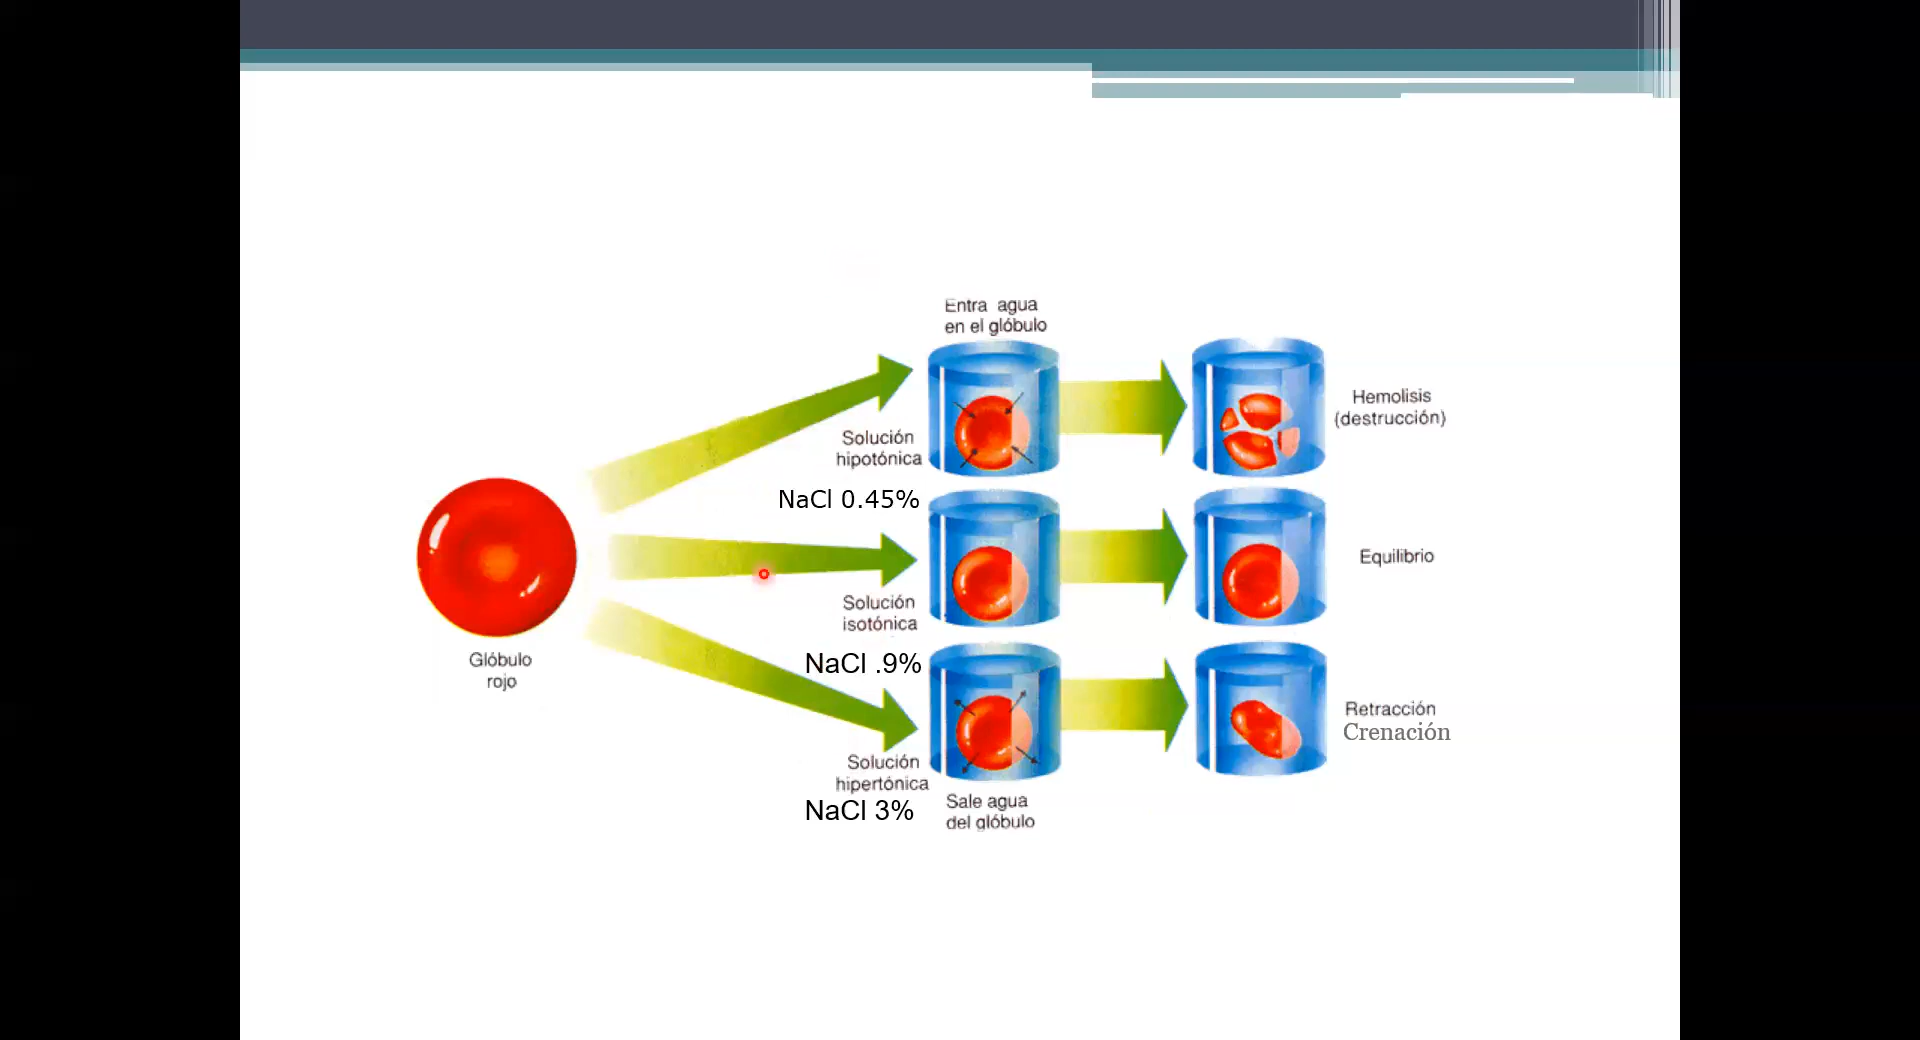 Entra agua
en el glóbulo
Solución
hipotónica
NaCl 0.45%
Hemolisis
(destrucción)
Glóbulo
rojo
Solución
isotónica
NaCl .9%
Equilibrio
Solución
hipertónica
NaCl 3%
Sale agua
del glóbulo
Retracción
Crenación